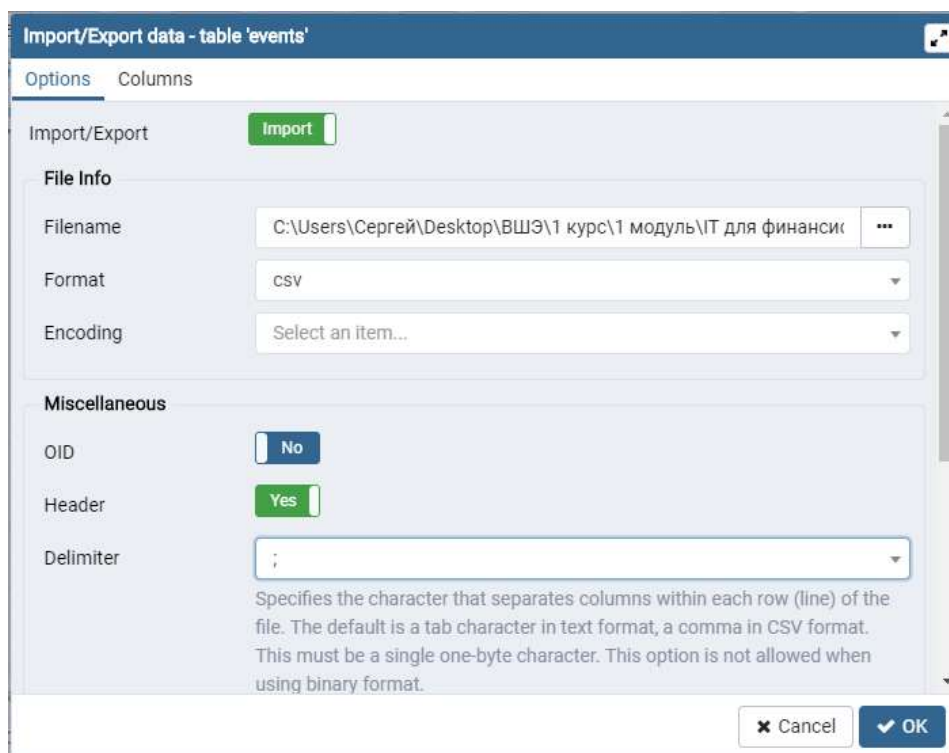 Import/Export data - table 'events'
Options Columns
Import/Export Import
File Info
Filename C:\Users\Сергей\Desktop\ВШЭ\1 курс\1 модуль\IT для финансис
Format csv
Encoding Select an item...
Miscellaneous
OID No
Header Yes
Delimiter ;
Specifies the character that separates columns within each row (line) of the
file. The default is a tab character in text format, a comma in CSV format.
This must be a single one-byte character. This option is not allowed when
using binary format.
Cancel OK